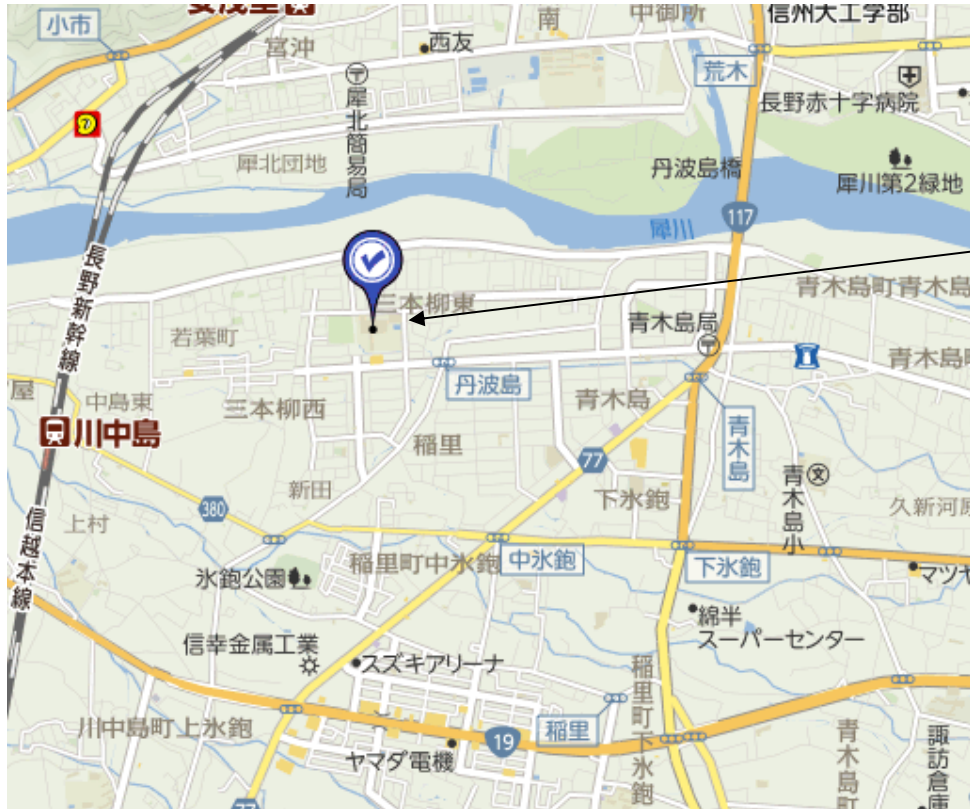 安茂里
小市
宮沖
西友
南
中御所
信州大工学部
荒木
長野赤十字病院
犀北簡易局
犀北団地
丹波島橋
犀川第2緑地
117
犀川
長野新幹線
三本柳東
若葉町
青木島局
青木島町青木島
青木島町
丹波島
屋
中島東
三本柳西
青木島
川中島
稲里
77
青木島
新田
380
下氷鉋
青木島小
文
久新河原
上村
信越本線
氷鉋公園
稲里町中氷鉋
中氷鉋
下氷鉋
マツヤ
綿半
スーパーセンター
信幸金属工業
スズキアリーナ
稲里町下氷鉋
川中島町上氷鉋
稲里
19
ヤマダ電機
青木島町
諏訪倉庫
77